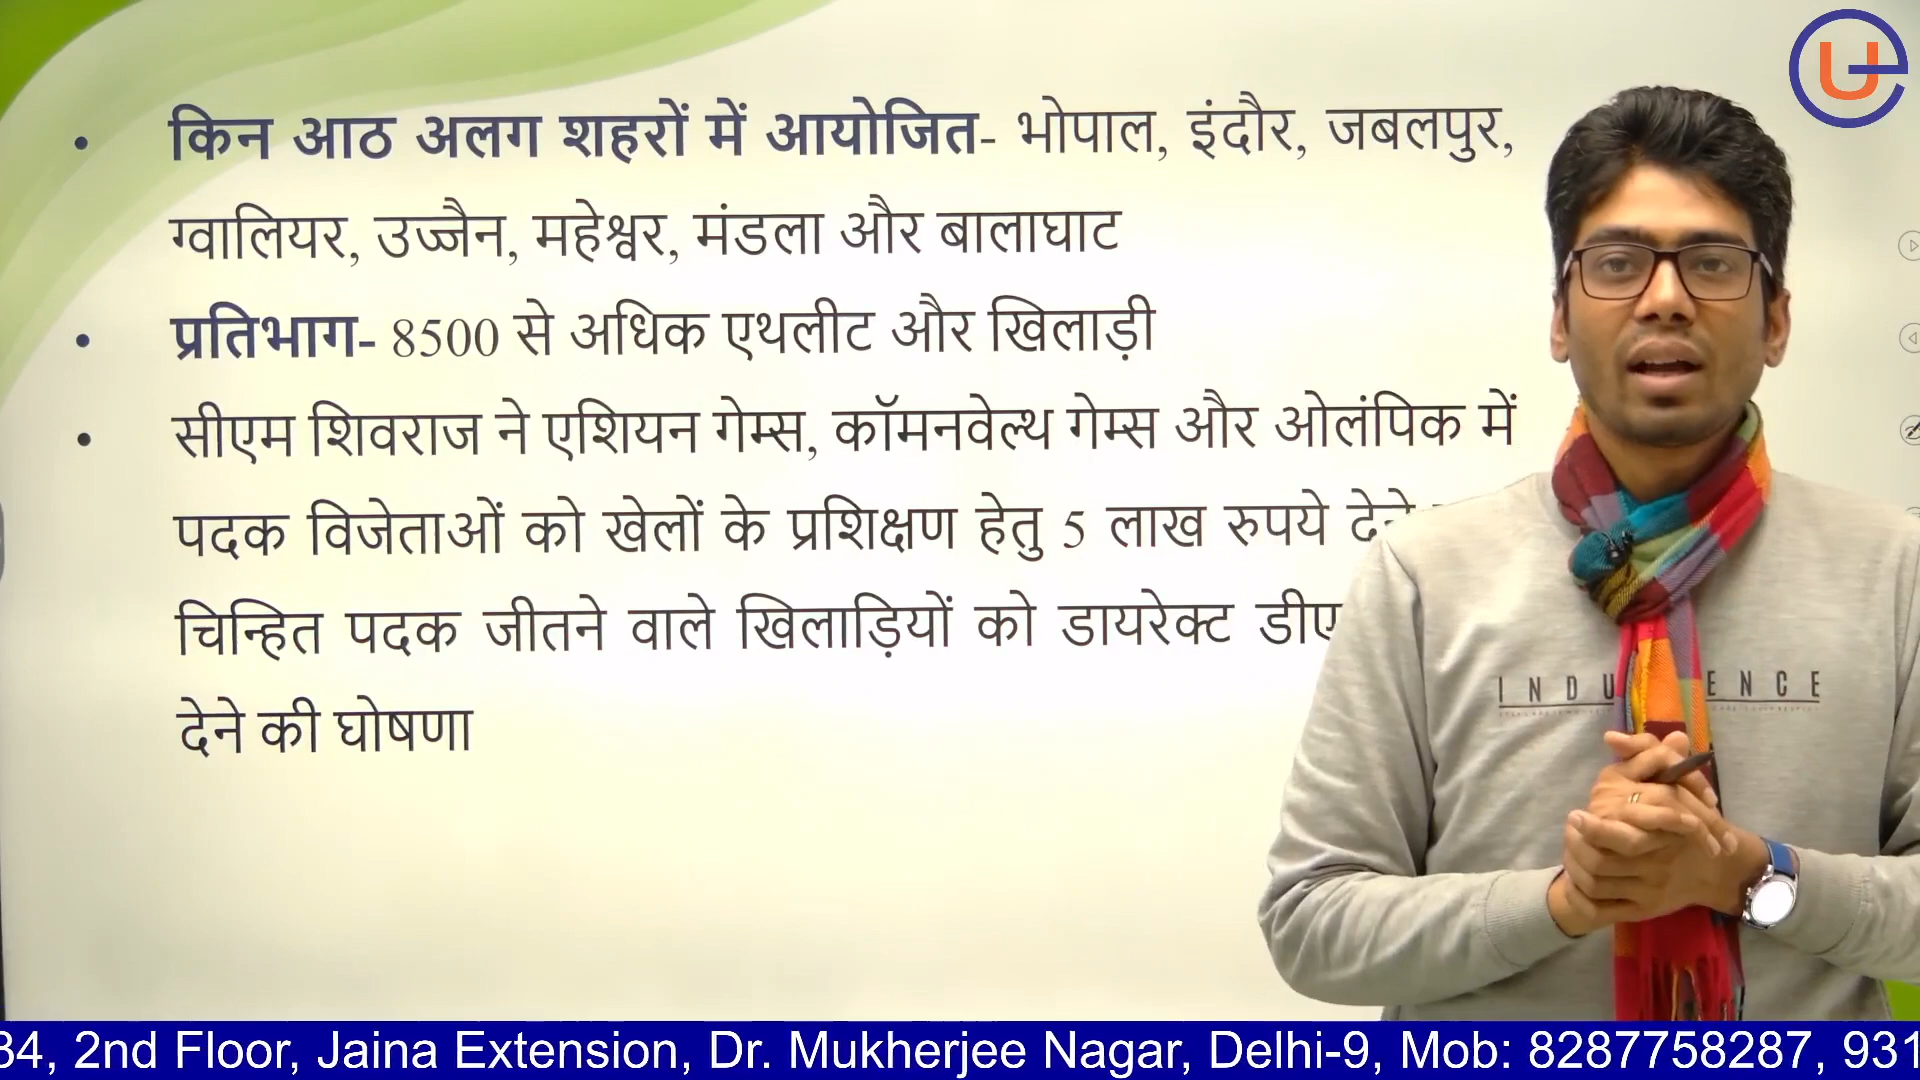 किन आठ अलग शहरों में आयोजित- भोपाल, इंदौर, जबलपुर,
ग्वालियर, उज्जैन, महेश्वर, मंडला और बालाघाट
प्रतिभाग- 8500 से अधिक एथलीट और खिलाड़ी
सीएम शिवराज ने एशियन गेम्स, कॉमनवेल्थ गेम्स और ओलंपिक में
पदक विजेताओं को खेलों के प्रशिक्षण हेतु 5 लाख रुपये देने
चिन्हित पदक जीतने वाले खिलाड़ियों को डायरेक्ट
देने की घोषणा
34, 2nd Floor, Jaina Extension, Dr. Mukherjee Nagar, Delhi-9, Mob: 8287758287, 931